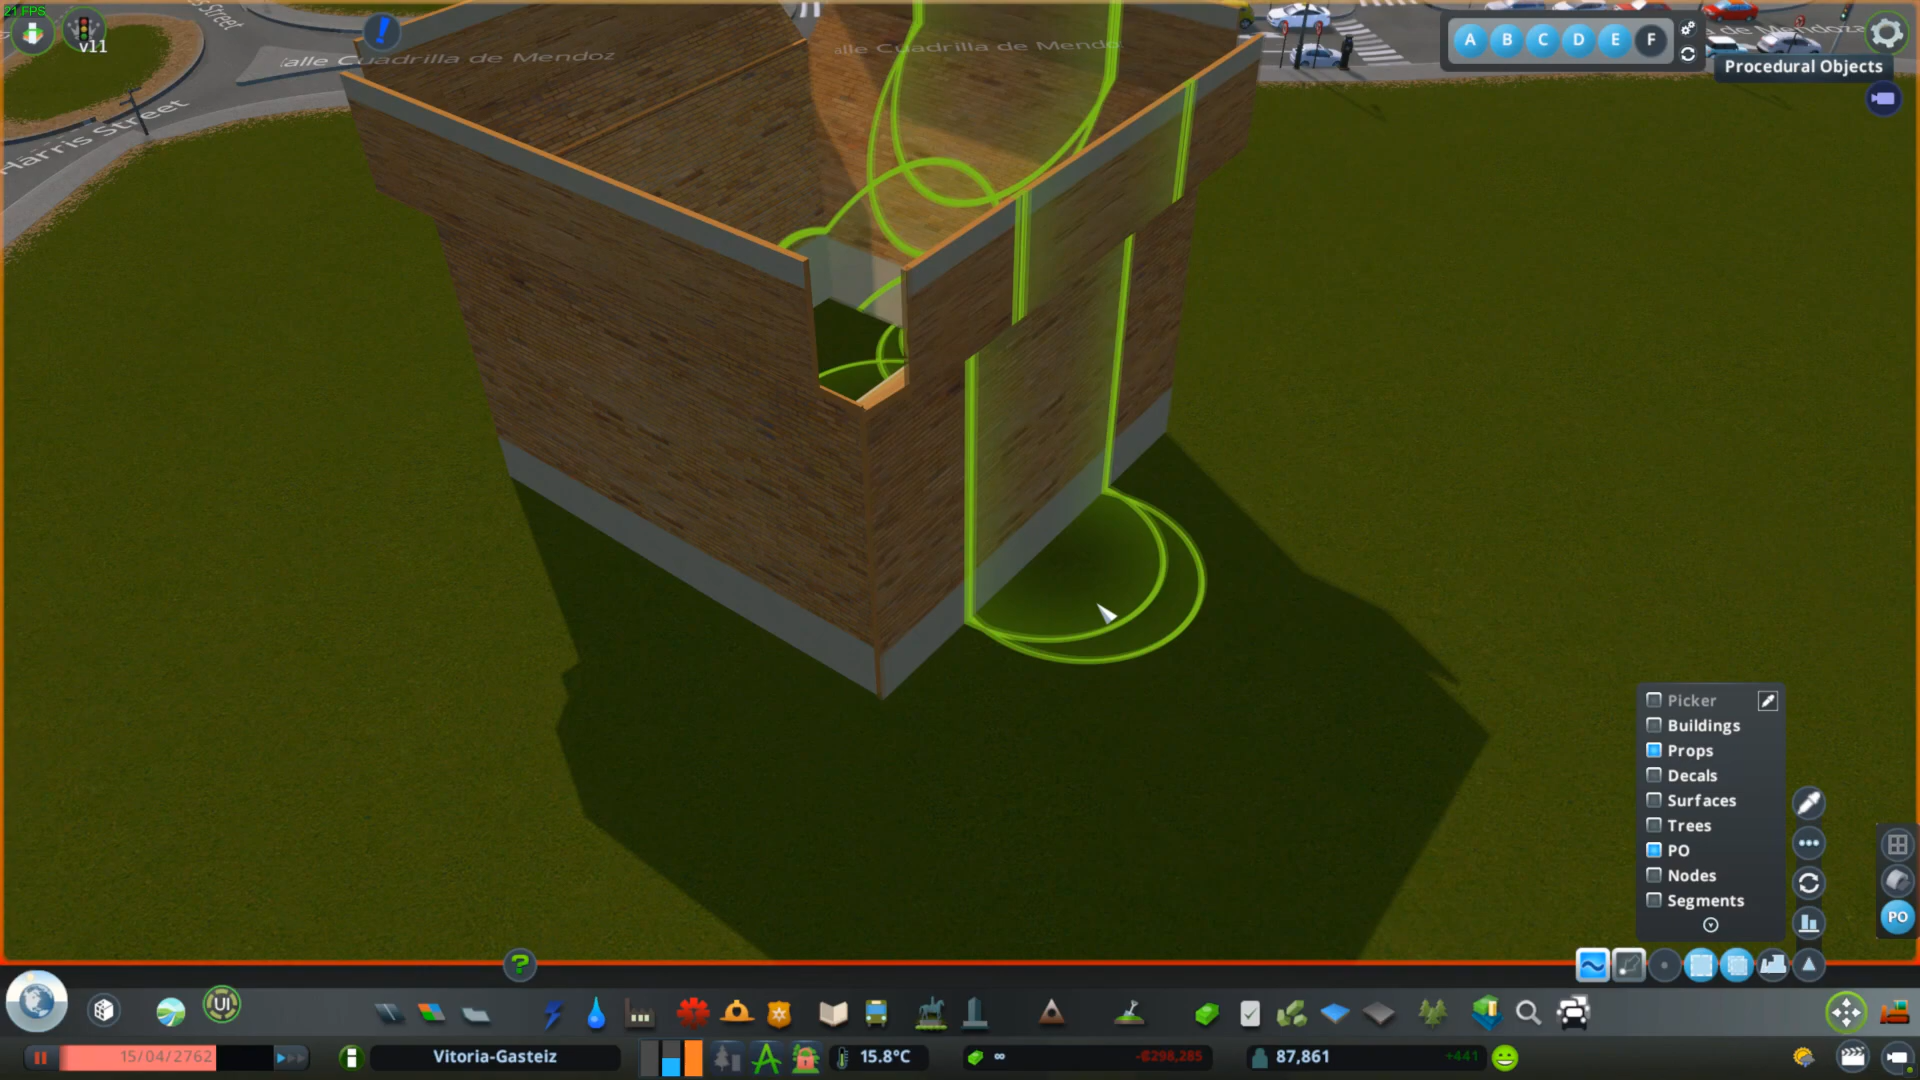 21 FPS
v11
Harris Street
alle Cuadrilla de Mendoz
alle Cuadrilla de Mendo
de Mendoza
A B C D E F
Procedural Objects
Picker
Buildings
Props
Decals
Surfaces
Trees
PO
Nodes
Segments
PO
UI
15/04/2762
Vitoria-Gasteiz
15.8°C
∞
-₡298,285
87,861
+441